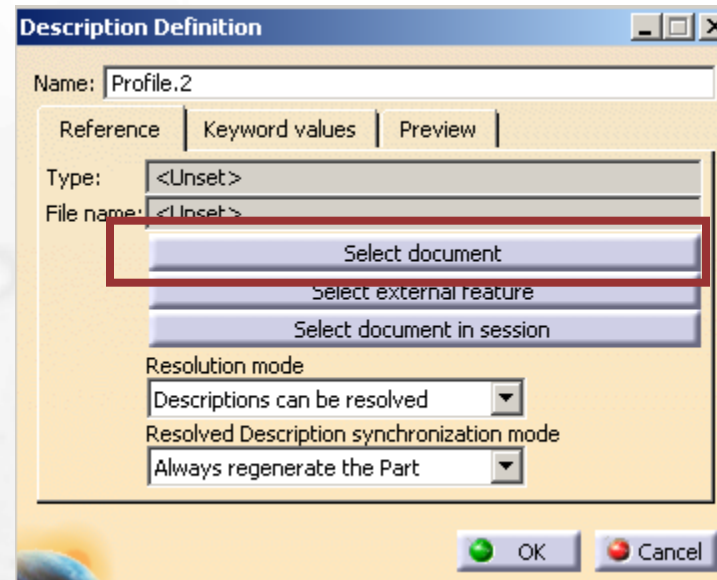 Description Definition
Name: Profile.2
Reference Keyword values Preview
Type: <Unset>
File name: <Unset>
Select document
Select external feature
Select document in session
Resolution mode
Descriptions can be resolved
Resolved Description synchronization mode
Always regenerate the Part
OK Cancel